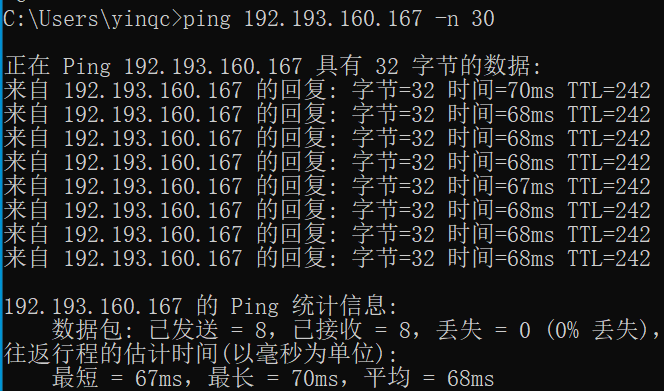 C:\Users\yinqc>ping 192.193.160.167 -n 30
正在 Ping 192.193.160.167 具有 32 字节的数据:
来自 192.193.160.167 的回复: 字节=32 时间=70ms TTL=242
来自 192.193.160.167 的回复: 字节=32 时间=68ms TTL=242
来自 192.193.160.167 的回复: 字节=32 时间=68ms TTL=242
来自 192.193.160.167 的回复: 字节=32 时间=68ms TTL=242
来自 192.193.160.167 的回复: 字节=32 时间=67ms TTL=242
来自 192.193.160.167 的回复: 字节=32 时间=68ms TTL=242
来自 192.193.160.167 的回复: 字节=32 时间=68ms TTL=242
来自 192.193.160.167 的回复: 字节=32 时间=68ms TTL=242
192.193.160.167 的 Ping 统计信息:
数据包: 已发送 = 8，已接收 = 8，丢失 = 0 (0% 丢失)，
往返行程的估计时间(以毫秒为单位):
最短 = 67ms，最长 = 70ms，平均 = 68ms